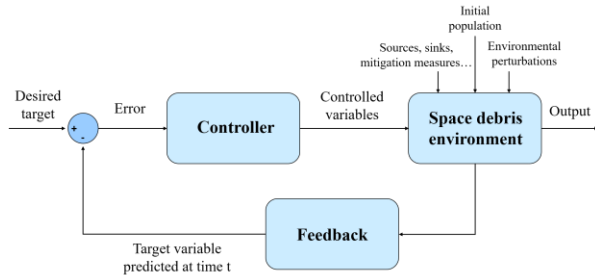 Initial
population
Sources, sinks,
mitigation measures…
Environmental
perturbations
Desired
target
Error
Controller
Controlled
variables
Space debris
environment
Output
+
-
Feedback
Target variable
predicted at time t